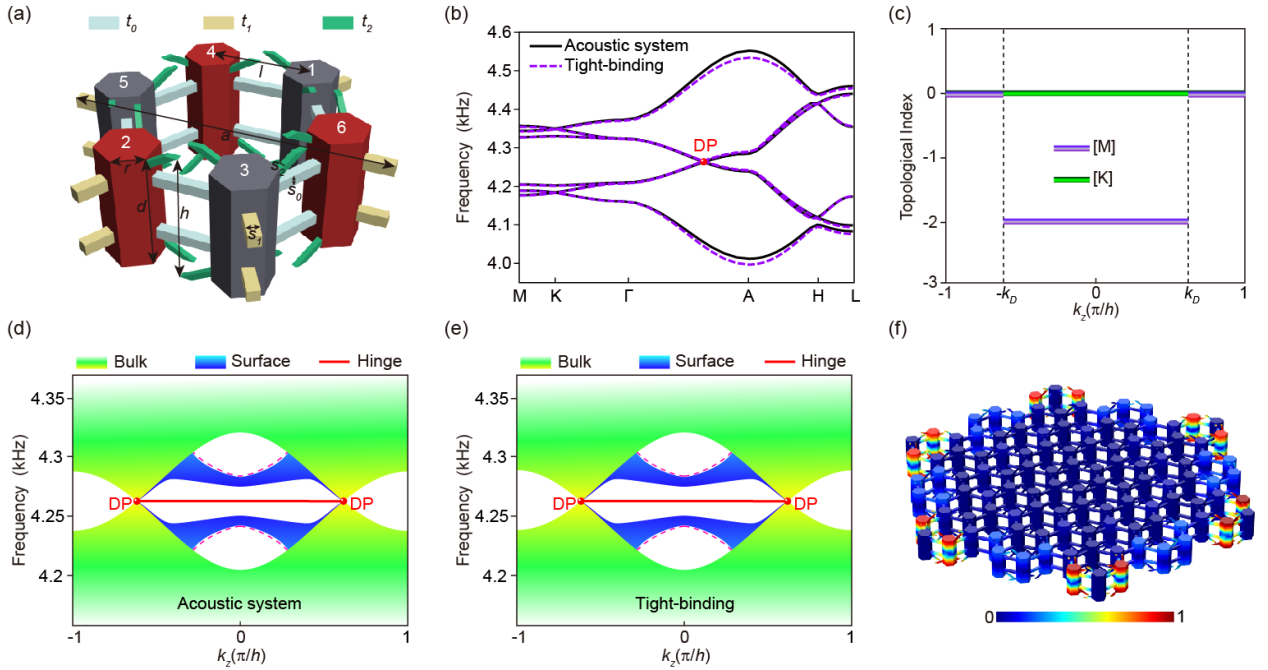 (a)
t0
t1
t2
4
1
5
l
a
2
6
r
3
s2
s0
d
h
s1
(b)
4.6
4.5
4.4
4.3
4.2
4.1
4.0
Frequency (kHz)
Acoustic system
Tight-binding
DP
M K Γ A H L
(c)
1
0
-1
-2
-3
Topological Index
[M]
[K]
-1 -kD 0 kD 1
kz(π/h)
(d)
Bulk Surface Hinge
4.35
4.3
4.25
4.2
Frequency (kHz)
DP DP
Acoustic system
-1 0 1
kz(π/h)
(e)
Bulk Surface Hinge
4.35
4.3
4.25
4.2
Frequency (kHz)
DP DP
Tight-binding
-1 0 1
kz(π/h)
(f)
0 1